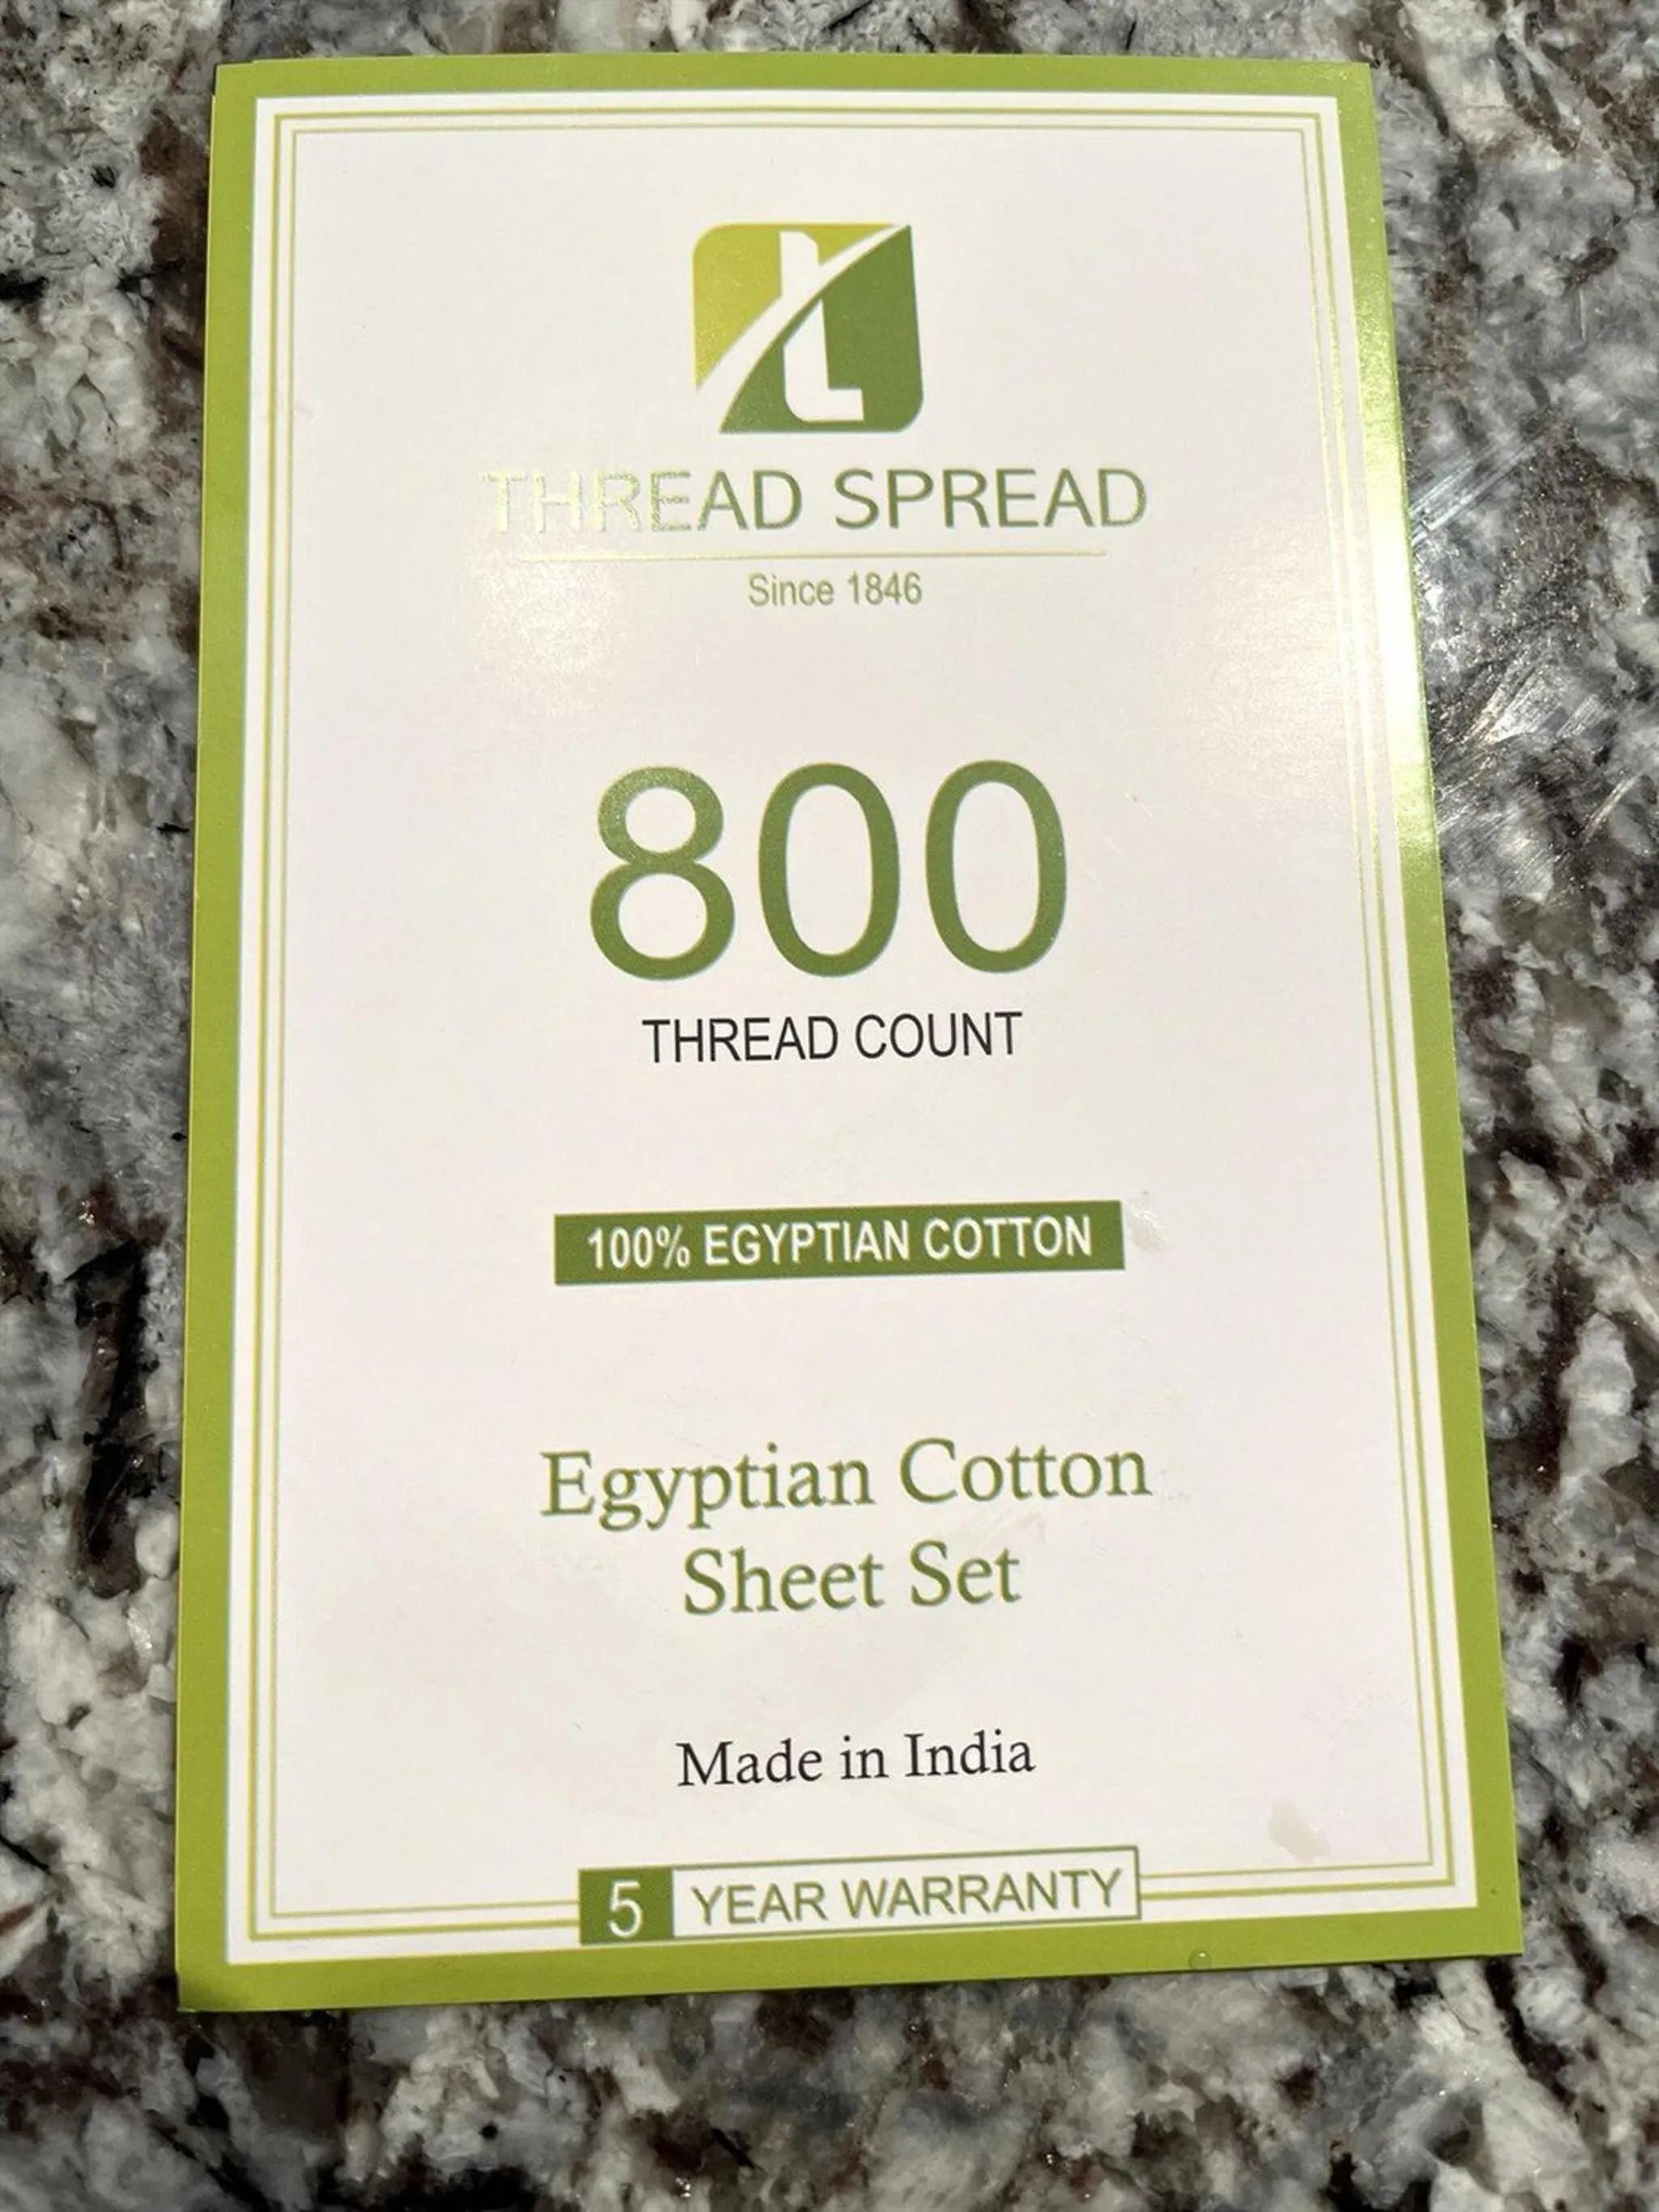 THREAD SPREAD
Since 1846
800
THREAD COUNT
100% EGYPTIAN COTTON
Egyptian Cotton
Sheet Set
Made in India
5 YEAR WARRANTY